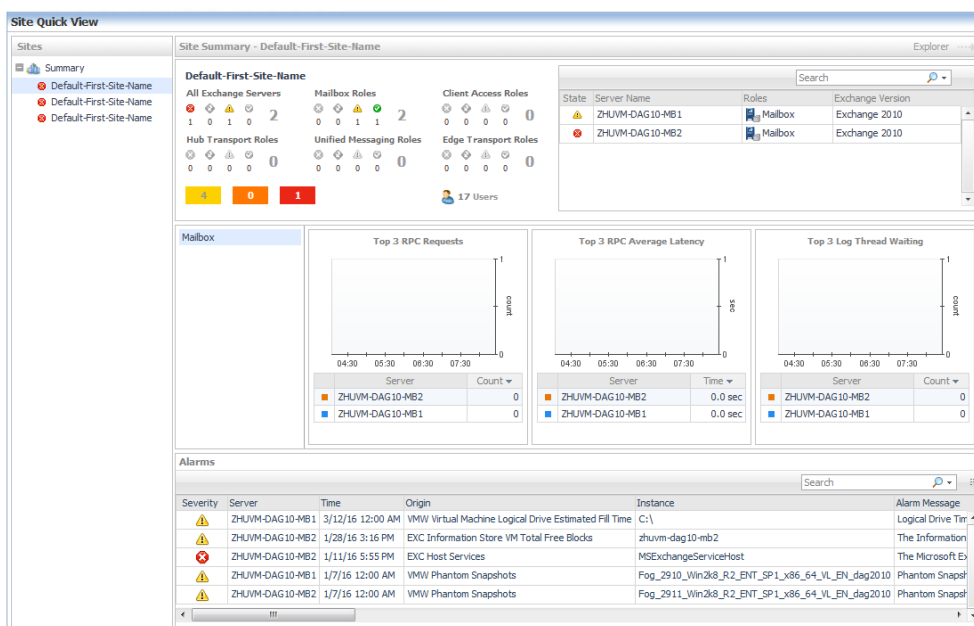 Site Quick View
Sites
Summary
Default-First-Site-Name
Default-First-Site-Name
Default-First-Site-Name
Site Summary - Default-First-Site-Name
Explorer
Default-First-Site-Name
All Exchange Servers Mailbox Roles Client Access Roles
1 0 1 0 2 0 0 1 1 2 0 0 0 0 0
Hub Transport Roles Unified Messaging Roles Edge Transport Roles
0 0 0 0 0 0 0 0 0 0 0 0 0 0 0
4 0 1 17 Users
Search
State Server Name Roles Exchange Version
ZHUVM-DAG10-MB1 Mailbox Exchange 2010
ZHUVM-DAG10-MB2 Mailbox Exchange 2010
Mailbox
Top 3 RPC Requests
1
count
0
04:30 05:30 06:30 07:30
Server Count
ZHUVM-DAG10-MB2 0
ZHUVM-DAG10-MB1 0
Top 3 RPC Average Latency
1
sec
0
04:30 05:30 06:30 07:30
Server Time
ZHUVM-DAG10-MB2 0.0 sec
ZHUVM-DAG10-MB1 0.0 sec
Top 3 Log Thread Waiting
1
count
0
04:30 05:30 06:30 07:30
Server Count
ZHUVM-DAG10-MB2 0
ZHUVM-DAG10-MB1 0
Alarms
Search
Severity Server Time Origin Instance Alarm Message
ZHUVM-DAG10-MB1 3/12/16 12:00 AM VMW Virtual Machine Logical Drive Estimated Fill Time C:\ Logical Drive Tim
ZHUVM-DAG10-MB2 1/28/16 3:16 PM EXC Information Store VM Total Free Blocks zhuvm-dag10-mb2 The Information
ZHUVM-DAG10-MB2 1/11/16 5:55 PM EXC Host Services MSExchangeServiceHost The Microsoft Ex
ZHUVM-DAG10-MB1 1/7/16 12:00 AM VMW Phantom Snapshots Fog_2910_Win2k8_R2_ENT_SP1_x86_64_VL_EN_dag2010 Phantom Snapsh
ZHUVM-DAG10-MB2 1/7/16 12:00 AM VMW Phantom Snapshots Fog_2911_Win2k8_R2_ENT_SP1_x86_64_VL_EN_dag2010 Phantom Snapsh